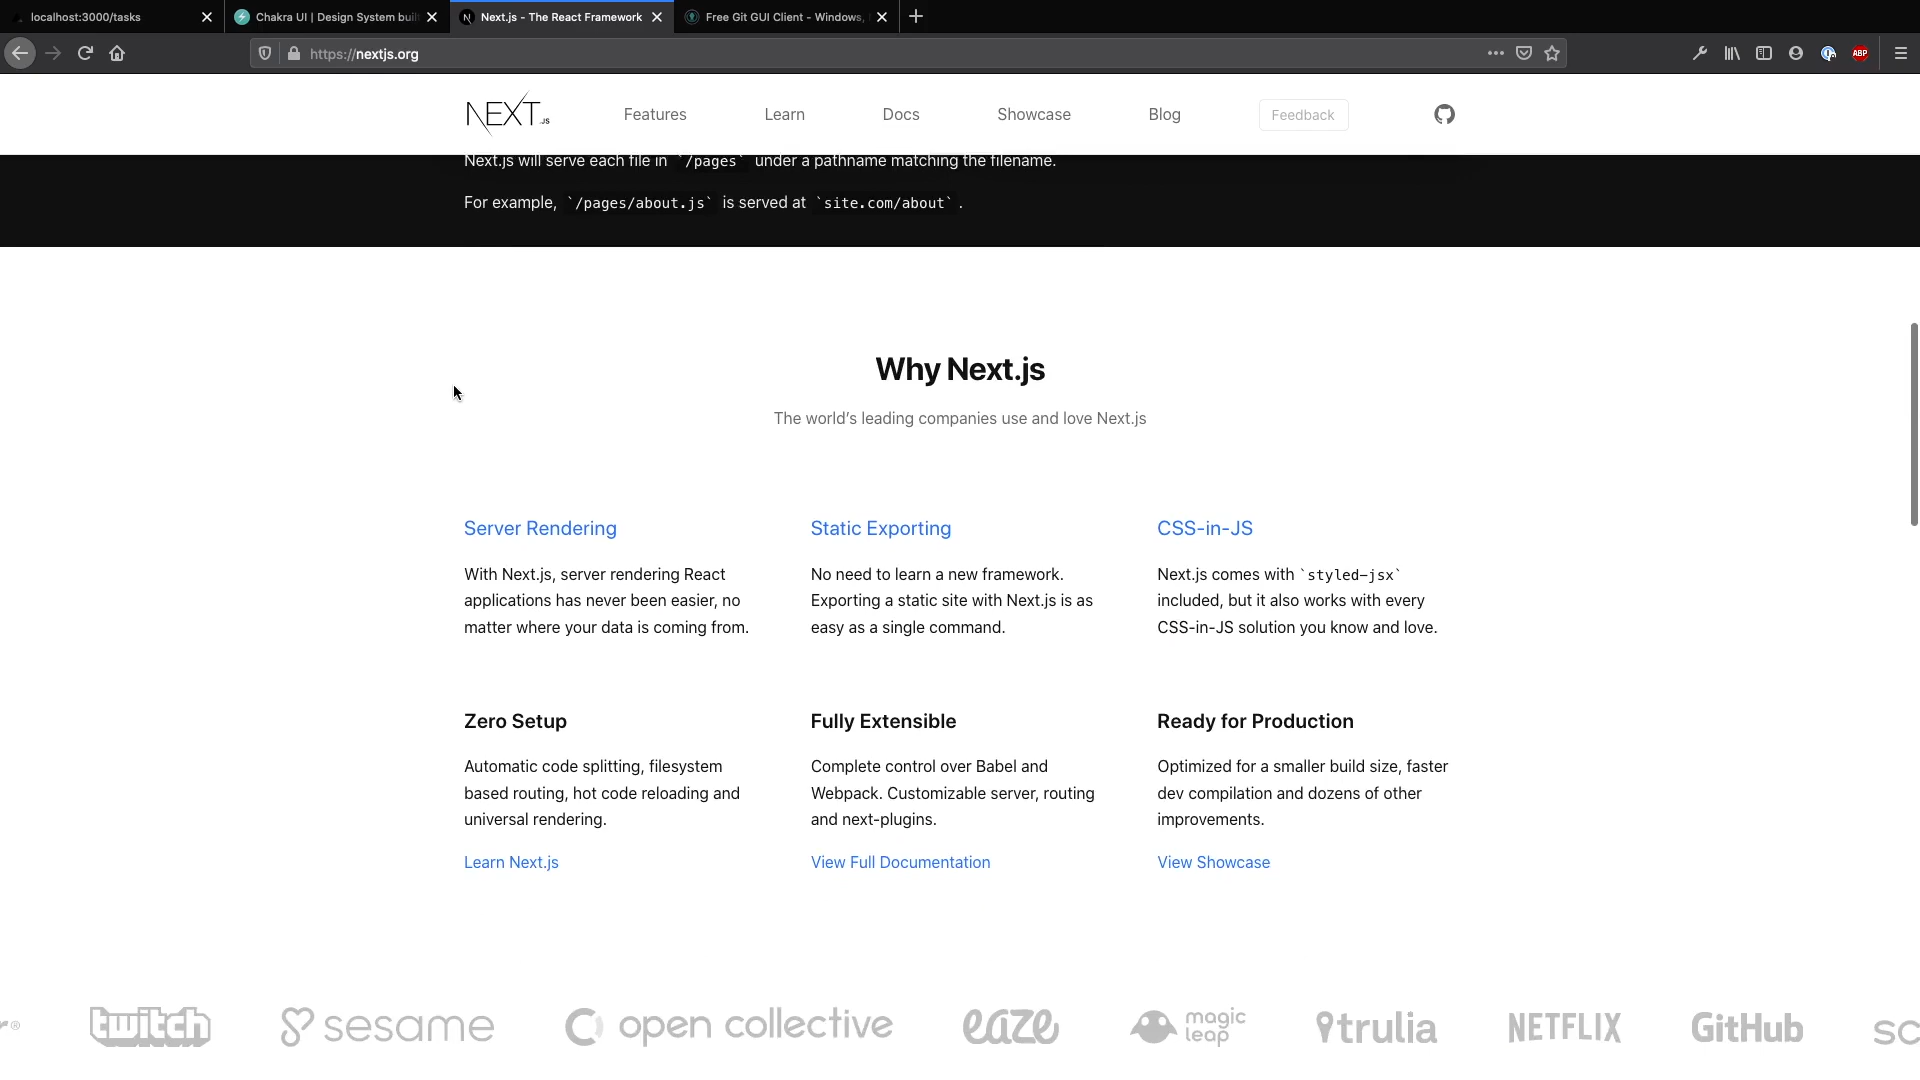 localhost:3000/tasks
Chakra UI | Design System buil
Next.js - The React Framework
Free Git GUI Client - Windows,
https://nextjs.org
ABP
NEXT.JS
Features
Learn
Docs
Showcase
Blog
Feedback
Next.js will serve each file in `/pages` under a pathname matching the filename.
For example, `/pages/about.js` is served at `site.com/about`.
Why Next.js
The world's leading companies use and love Next.js
Server Rendering
With Next.js, server rendering React
applications has never been easier, no
matter where your data is coming from.
Static Exporting
No need to learn a new framework.
Exporting a static site with Next.js is as
easy as a single command.
CSS-in-JS
Next.js comes with `styled-jsx`
included, but it also works with every
CSS-in-JS solution you know and love.
Zero Setup
Automatic code splitting, filesystem
based routing, hot code reloading and
universal rendering.
Learn Next.js
Fully Extensible
Complete control over Babel and
Webpack. Customizable server, routing
and next-plugins.
View Full Documentation
Ready for Production
Optimized for a smaller build size, faster
dev compilation and dozens of other
improvements.
View Showcase
twitch
sesame
open collective
eaze
magic
leap
trulia
NETFLIX
GitHub